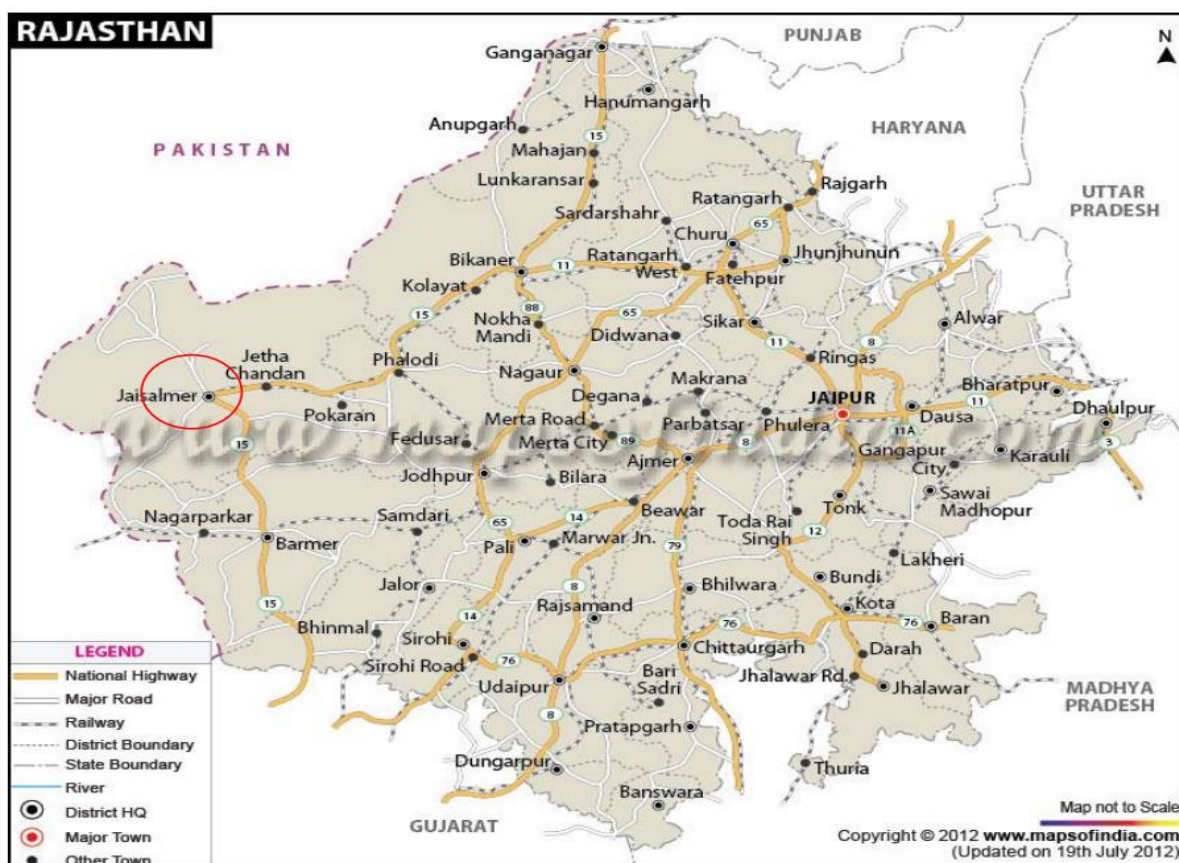 RAJASTHAN
PUNJAB
N
Ganganagar
Hanumangarh
HARYANA
Anupgarh
15
PAKISTAN
Mahajan
Lunkaransar
Rajgarh
Ratangarh
UTTAR
PRADESH
Sardarshahr
65
Churu
Bikaner
11
Ratangarh
West
Jhunjhunun
Fatehpur
Kolayat
15
88
65
Nokha
Mandi
Didwana
Sikar
Alwar
8
11
Ringas
Jetha
Chandan
Phalodi
Nagaur
Makrana
Bharatpur
Jaisalmer
Degana
JAIPUR
11
Pokaran
Parbatsar
Phulera
Dausa
Dhaulpur
Merta Road
www.mapsofindia.com
15
Fedusar
Merta City
89
8
11A
3
Ajmer
Gangapur
City
Karauli
Jodhpur
Bilara
Sawai
Madhopur
Tonk
Beawar
Nagarparkar
Samdari
65
14
Toda Rai
Singh
12
Barmer
Pali
Marwar Jn.
79
Lakheri
Jalor
8
Bhilwara
Bundi
15
14
Rajsamand
Kota
76
76
Baran
Bhinmal
Sirohi
Chittaurgarh
Darah
LEGEND
National Highway
Major Road
Railway
District Boundary
State Boundary
River
District HQ
Major Town
Other Town
Sirohi Road
76
Udaipur
Bari
Sadri
Jhalawar Rd.
Jhalawar
MADHYA
PRADESH
8
Pratapgarh
Dungarpur
Thuria
Banswara
GUJARAT
Map not to Scale
Copyright © 2012 www.mapsofindia.com
(Updated on 19th July 2012)